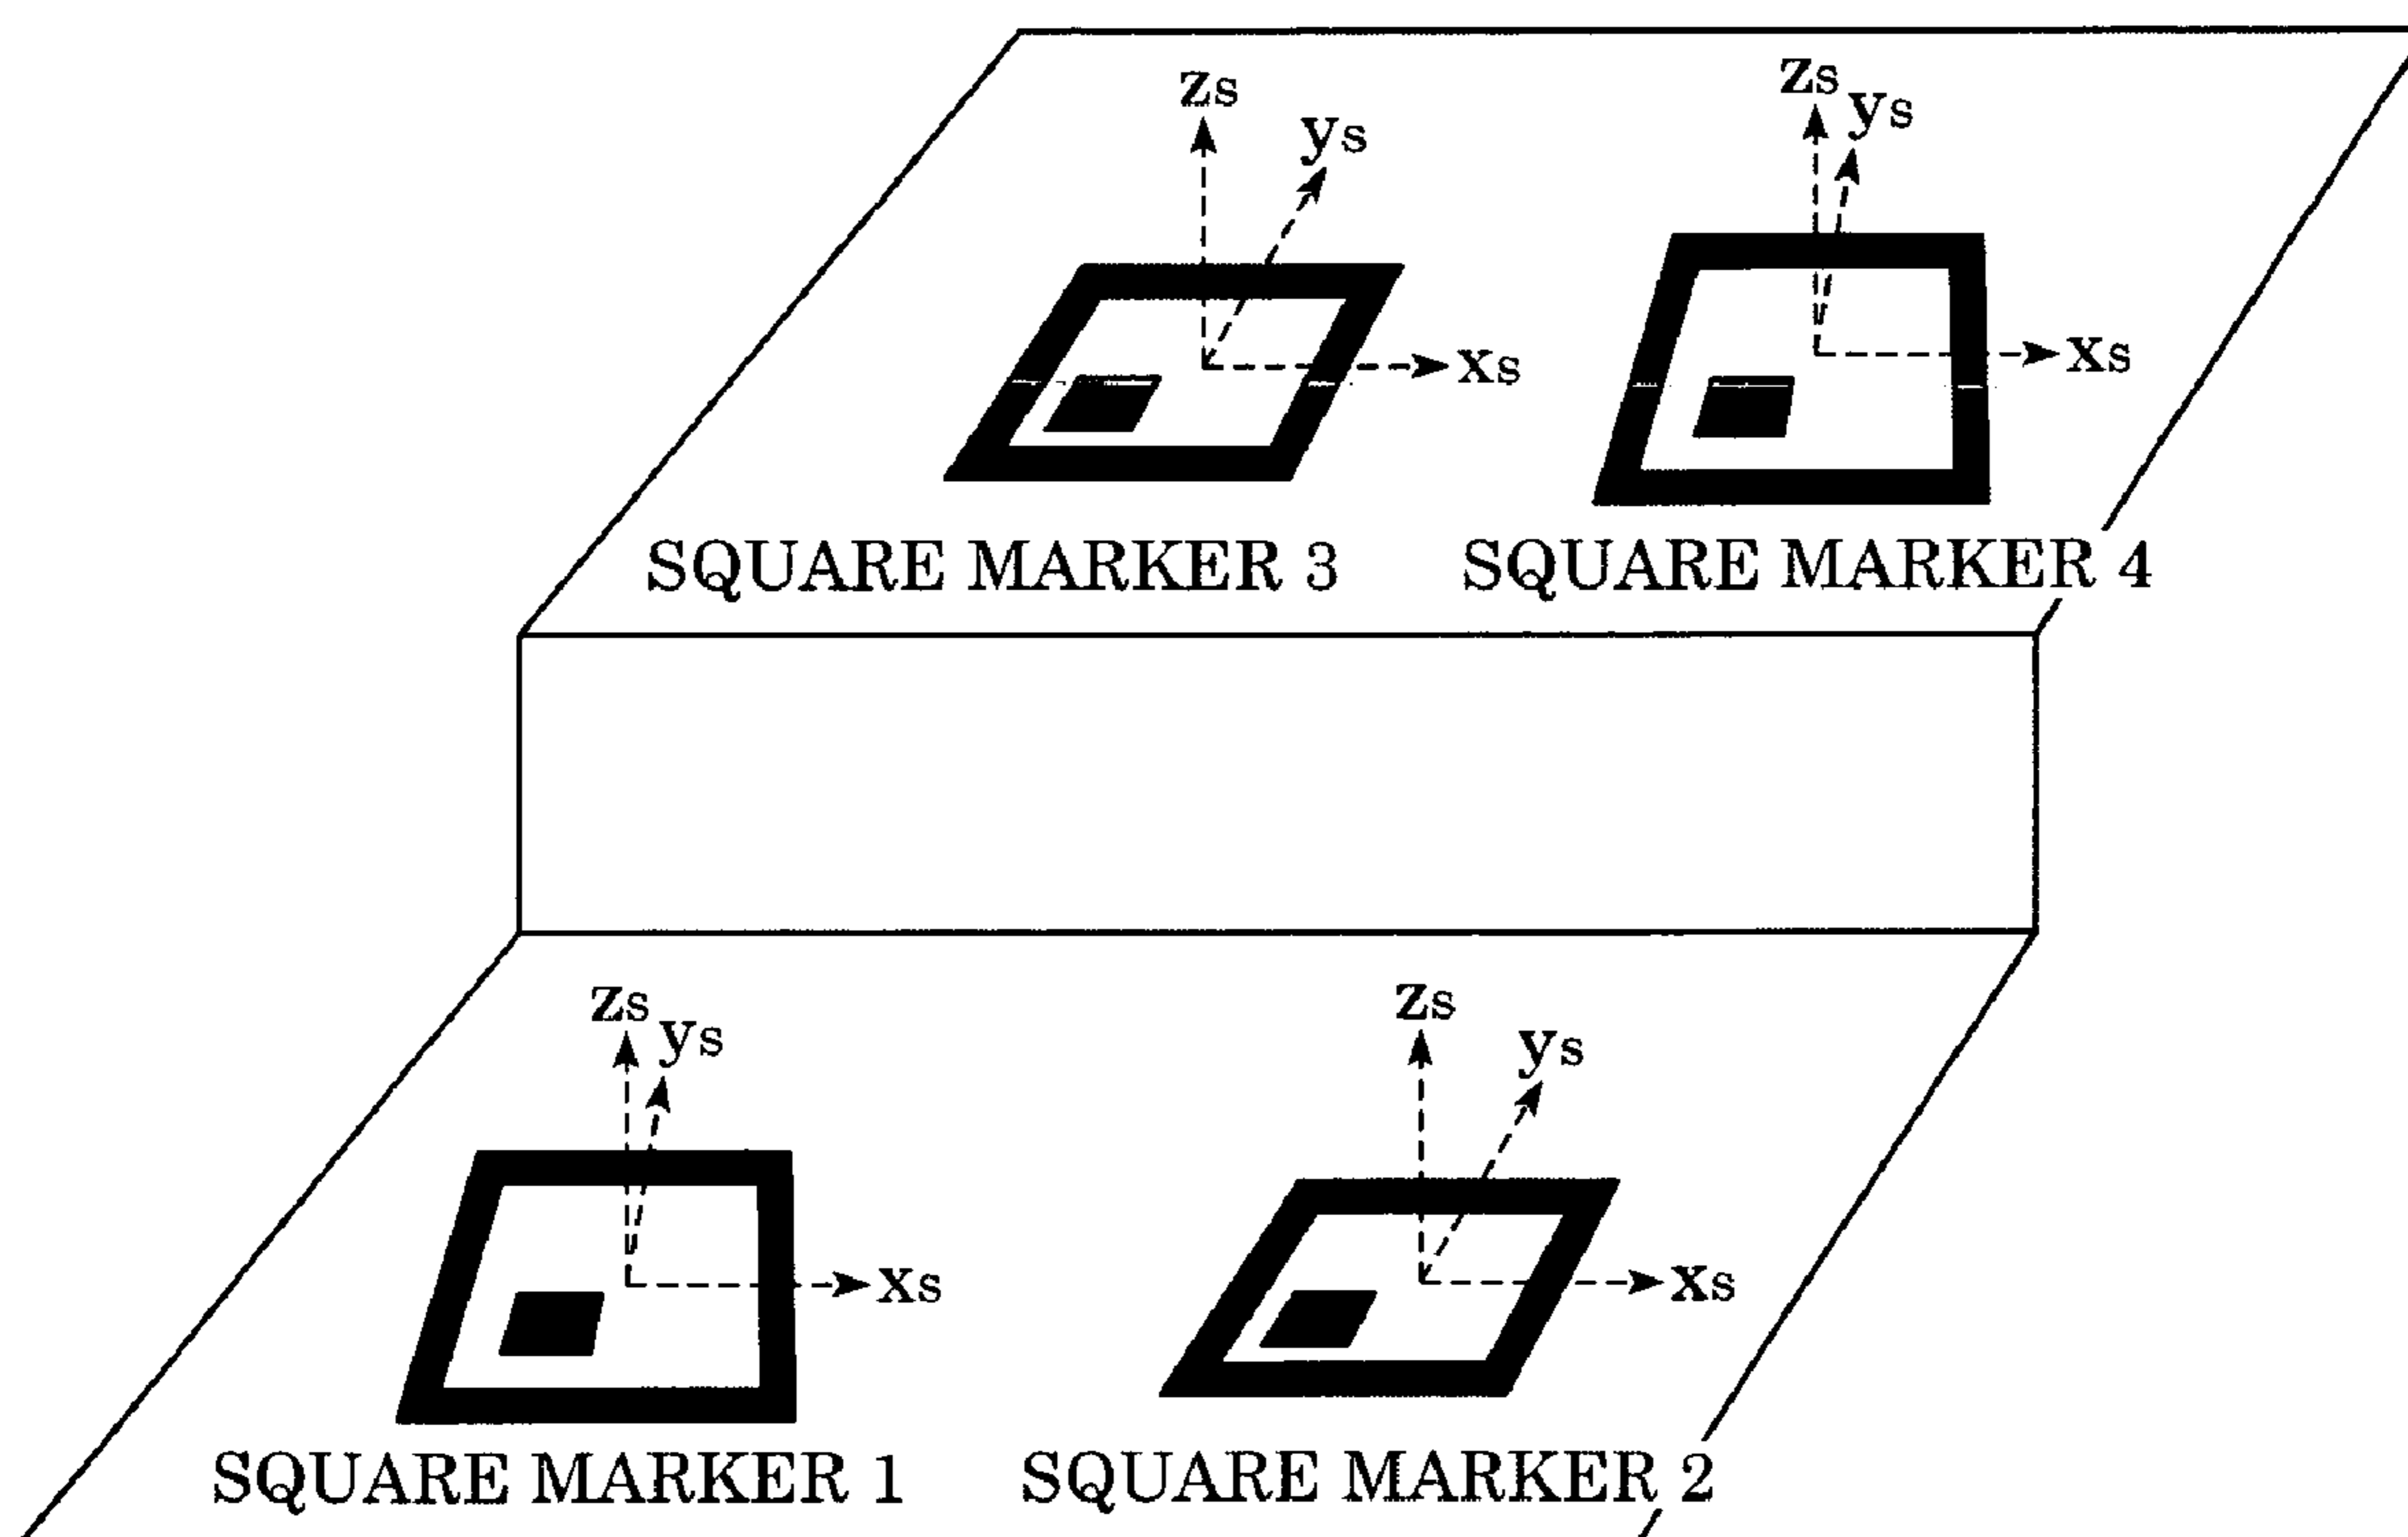 zs
ys
xs
SQUARE MARKER 3
zs
ys
xs
SQUARE MARKER 4
zs
ys
xs
SQUARE MARKER 1
zs
ys
xs
SQUARE MARKER 2